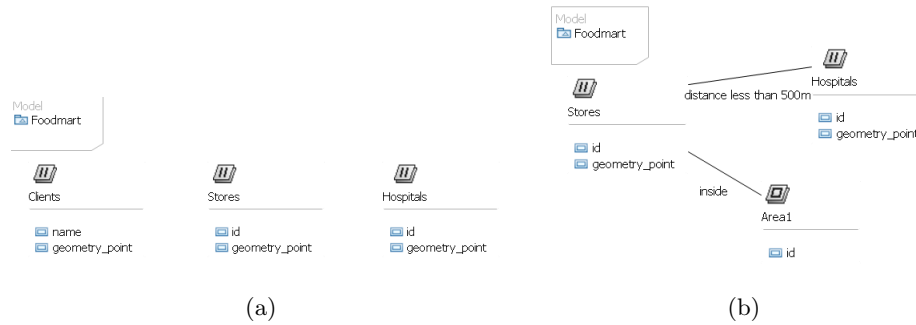 Model
Foodmart
Clients
name
geometry_point
Stores
id
geometry_point
Hospitals
id
geometry_point
(a)
Model
Foodmart
Stores
id
geometry_point
distance less than 500m
Hospitals
id
geometry_point
inside
Area1
id
(b)